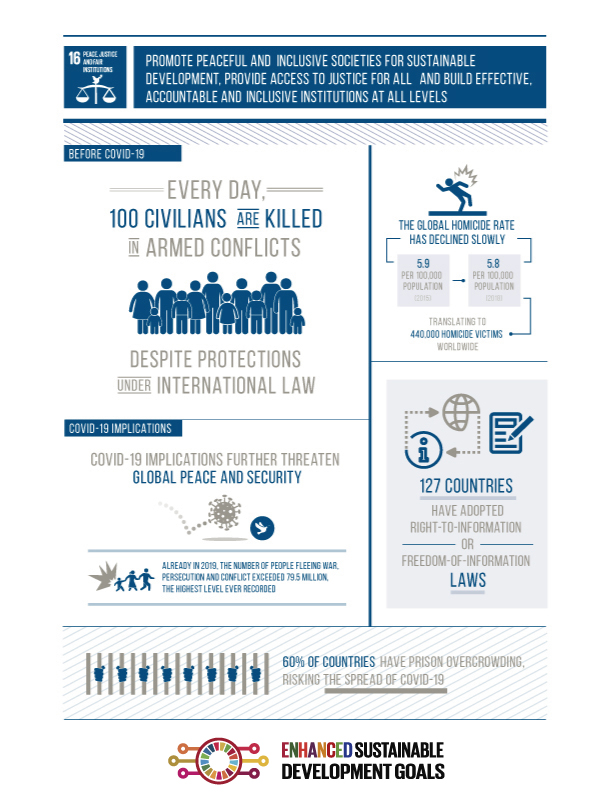 16 PEACE, JUSTICE
AND FAIR
INSTITUTIONS
PROMOTE PEACEFUL AND INCLUSIVE SOCIETIES FOR SUSTAINABLE
DEVELOPMENT, PROVIDE ACCESS TO JUSTICE FOR ALL AND BUILD EFFECTIVE,
ACCOUNTABLE AND INCLUSIVE INSTITUTIONS AT ALL LEVELS
BEFORE COVID-19
EVERY DAY,
100 CIVILIANS ARE KILLED
IN ARMED CONFLICTS
DESPITE PROTECTIONS
UNDER INTERNATIONAL LAW
THE GLOBAL HOMICIDE RATE
HAS DECLINED SLOWLY
5.9
PER 100,000
POPULATION
5.8
PER 100,000
POPULATION
TRANSLATING TO
440,000 HOMICIDE VICTIMS
WORLDWIDE
COVID-19 IMPLICATIONS
COVID-19 IMPLICATIONS FURTHER THREATEN
GLOBAL PEACE AND SECURITY
ALREADY IN 2019, THE NUMBER OF PEOPLE FLEEING WAR,
PERSECUTION AND CONFLICT EXCEEDED 79.5 MILLION,
THE HIGHEST LEVEL EVER RECORDED
i
127 COUNTRIES
HAVE ADOPTED
RIGHT-TO-INFORMATION
OR
FREEDOM-OF-INFORMATION
LAWS
60% OF COUNTRIES HAVE PRISON OVERCROWDING,
RISKING THE SPREAD OF COVID-19
ENHANCED SUSTAINABLE
DEVELOPMENT GOALS